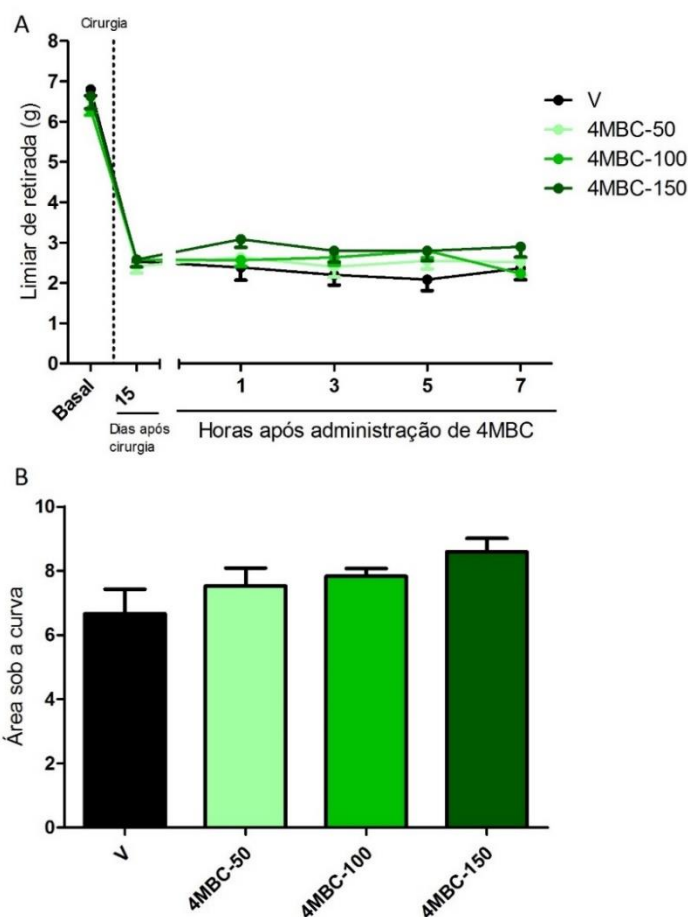 A
Cirurgia
Limiar de retirada (g)
8
7
6
5
4
3
2
1
0
V
4MBC-50
4MBC-100
4MBC-150
Basal
15
1
3
5
7
Dias após
cirurgia
Horas após administração de 4MBC
B
Área sob a curva
10
8
6
4
2
0
V
4MBC-50
4MBC-100
4MBC-150